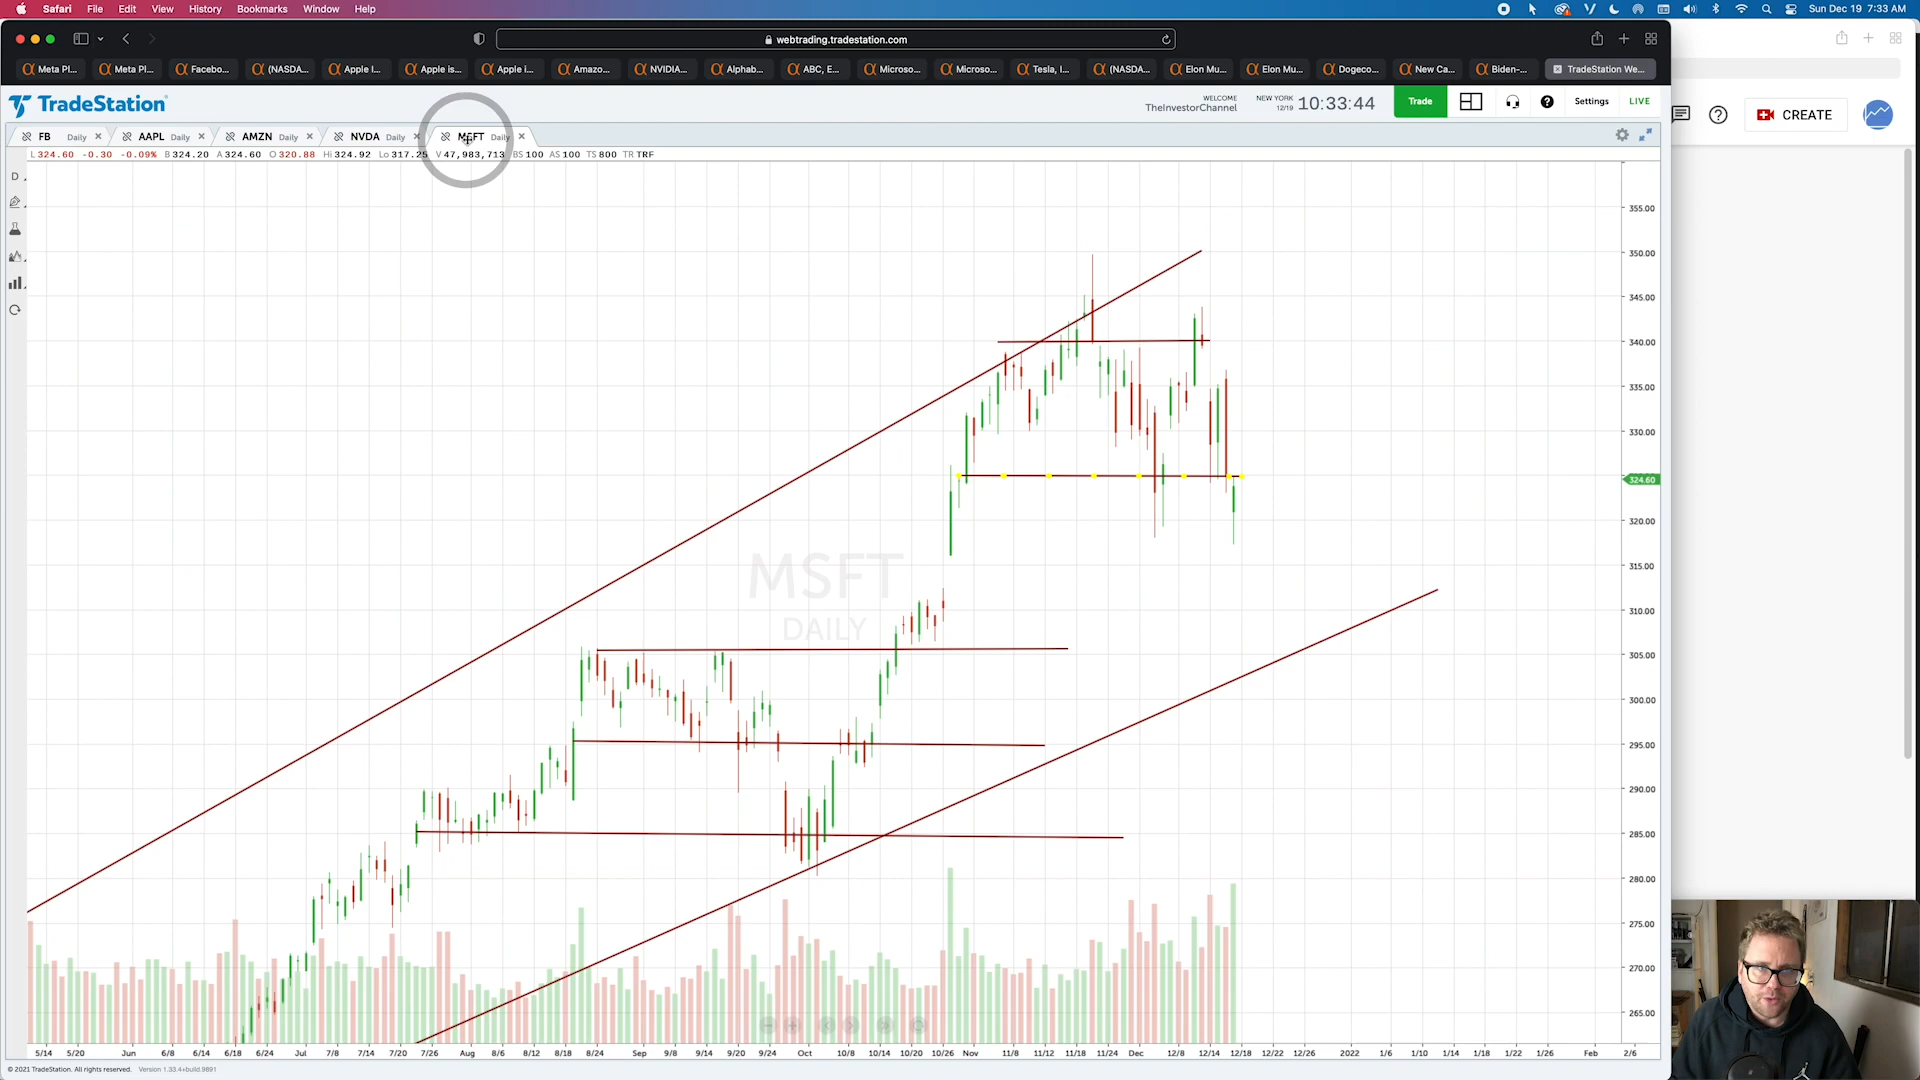 Safari File Edit View History Bookmarks Window Help
Sun Dec 19 7:33 AM
webtrading.tradestation.com
Meta Pl... Meta Pl... Facebo... (NASDA... Apple I... Apple is... Apple i... Amazo... NVIDIA... Alphab... ABC, E... Microso... Microso... Tesla, I... (NASDA... Elon Mu... Elon Mu... Dogeco... New Ca... Biden-... TradeStation We...
TradeStation
WELCOME
TheInvestorChannel
NEW YORK
12/19
10:33:44
Trade
Settings
LIVE
CREATE
FB Daily AAPL Daily AMZN Daily NVDA Daily MSFT Daily
L 324.60 -0.30 -0.09% B 324.20 A 324.60 O 320.88 Hi 324.92 Lo 317.25 V 47,983,713 BS 100 AS 100 TS 800 TR TRF
D
355.00
350.00
345.00
340.00
335.00
330.00
324.60
320.00
315.00
310.00
305.00
300.00
295.00
290.00
285.00
280.00
275.00
270.00
265.00
MSFT
DAILY
5/14 5/20 Jun 6/8 6/14 6/18 6/24 Jul 7/8 7/14 7/20 7/26 Aug 8/6 8/12 8/18 8/24 Sep 9/8 9/14 9/20 9/24 Oct 10/8 10/14 10/20 10/26 Nov 11/8 11/12 11/18 11/24 Dec 12/8 12/14 12/18 12/22 12/26 2022 1/6 1/10 1/14 1/18 1/22 1/26 Feb 2/6
© 2021 TradeStation. All rights reserved. Version 1.33.4+build.9891